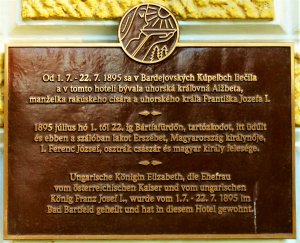 Od 1.7. - 22.7. 1895 sa v Bardejovských Kúpeľoch liečila
a v tomto hoteli bývala uhorská kráľovná Alžbeta,
manželka rakúskeho cisára a uhorského kráľa Františka Jozefa I.
1895 július hó 1. től 22. ig Bártfafürdőn, tartózkodott, itt üdült
és ebben a szállóban lakott Erzsébet, Magyarország királynője,
I. Ferenc József, osztrák császár és magyar király felesége.
Ungarische Königin Elizabeth, die Ehefrau
vom österreichischen Kaiser und vom ungarischen
König Franz Josef I., wurde vom 1.7. - 22.7. 1895 im
Bad Bartfeld geheilt und hat in diesem Hotel gewohnt.